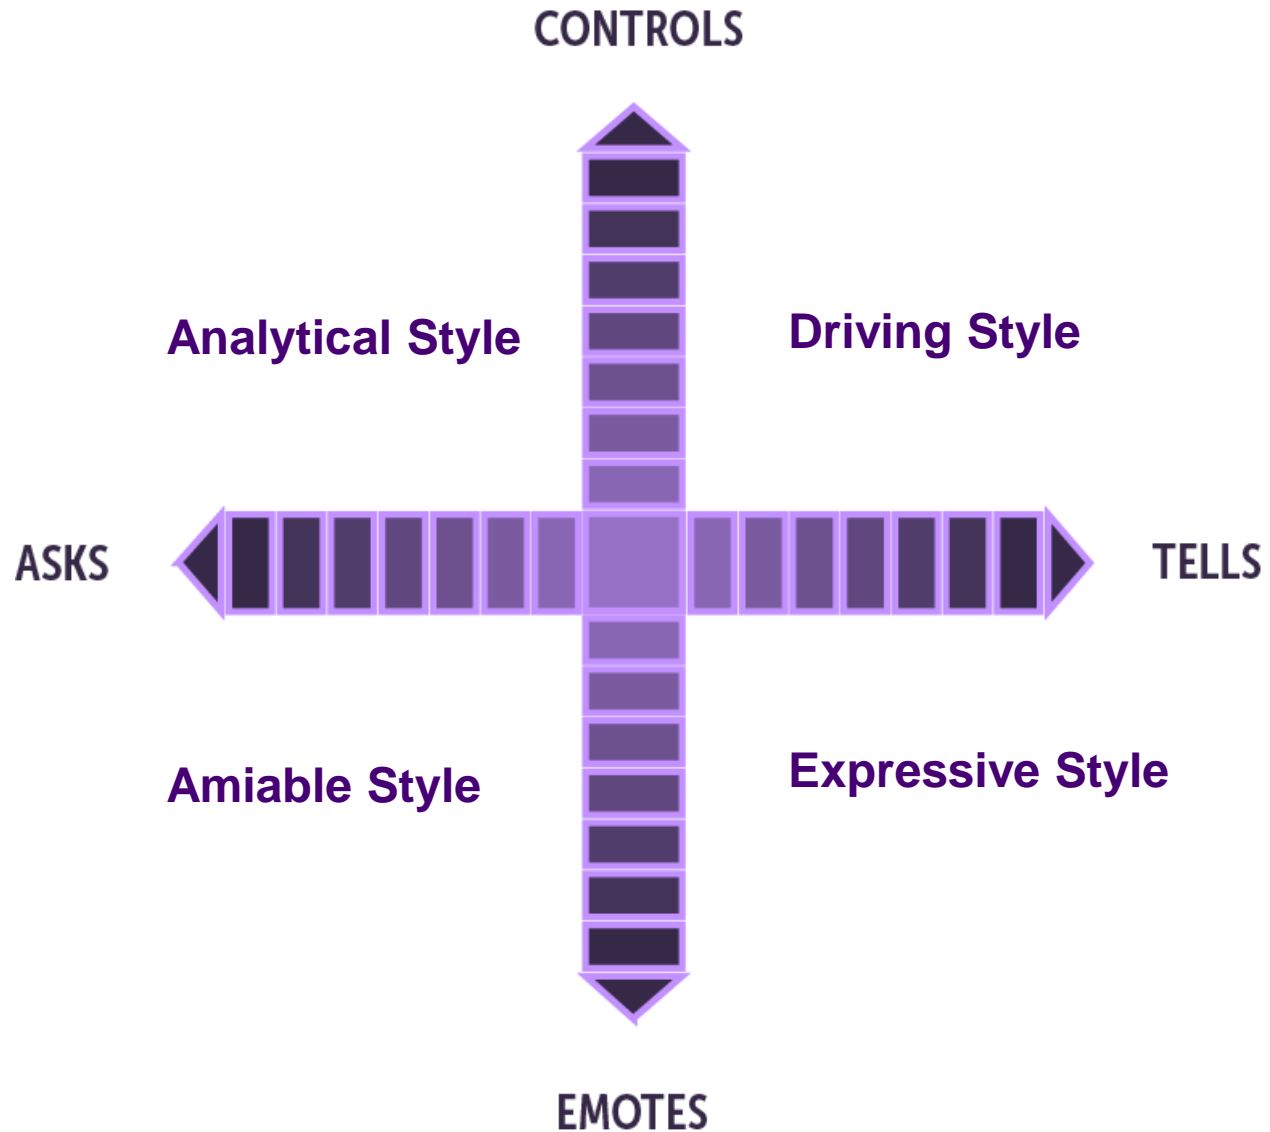 CONTROLS
Analytical Style
Driving Style
ASKS
TELLS
Amiable Style
Expressive Style
EMOTES